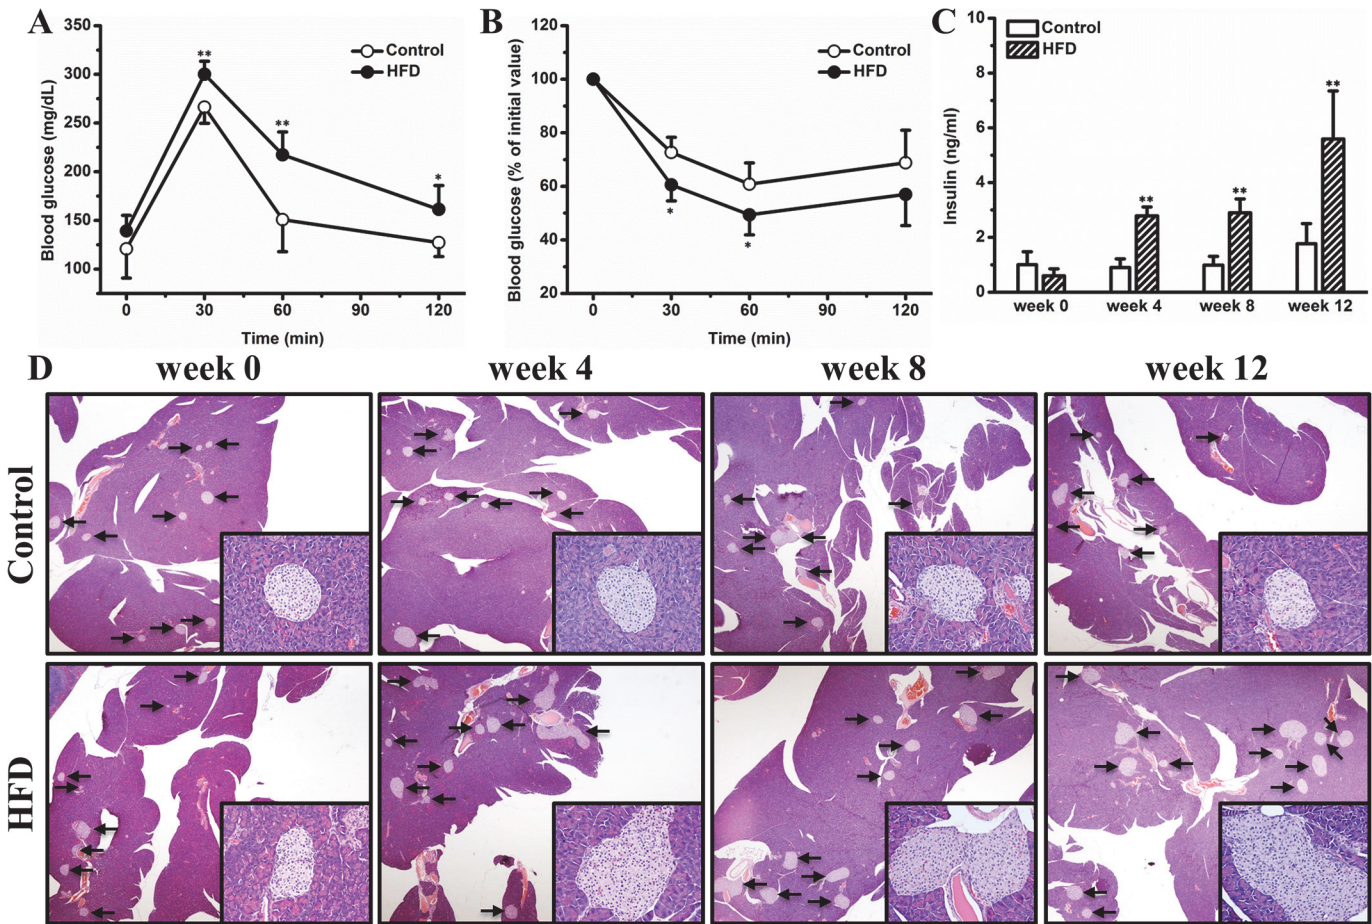 A
Blood glucose (mg/dL)
350
300
250
200
150
100
**
**
*
Control
HFD
0
30
60
90
120
Time (min)
B
Blood glucose (% of initial value)
120
100
80
60
40
20
*
*
Control
HFD
0
30
60
90
120
Time (min)
C
Insulin (ng/ml)
10
8
6
4
2
0
Control
HFD
**
**
**
week 0
week 4
week 8
week 12
D
week 0
week 4
week 8
week 12
Control
HFD